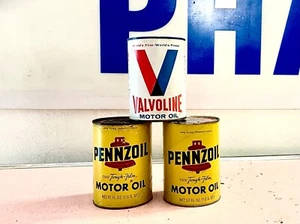 PHA
World's First—World's Finest
VALVOLINE
MOTOR OIL
PENNZOIL
Tough-Film
MOTOR OIL
PENNZOIL
Tough-Film
MOTOR OIL